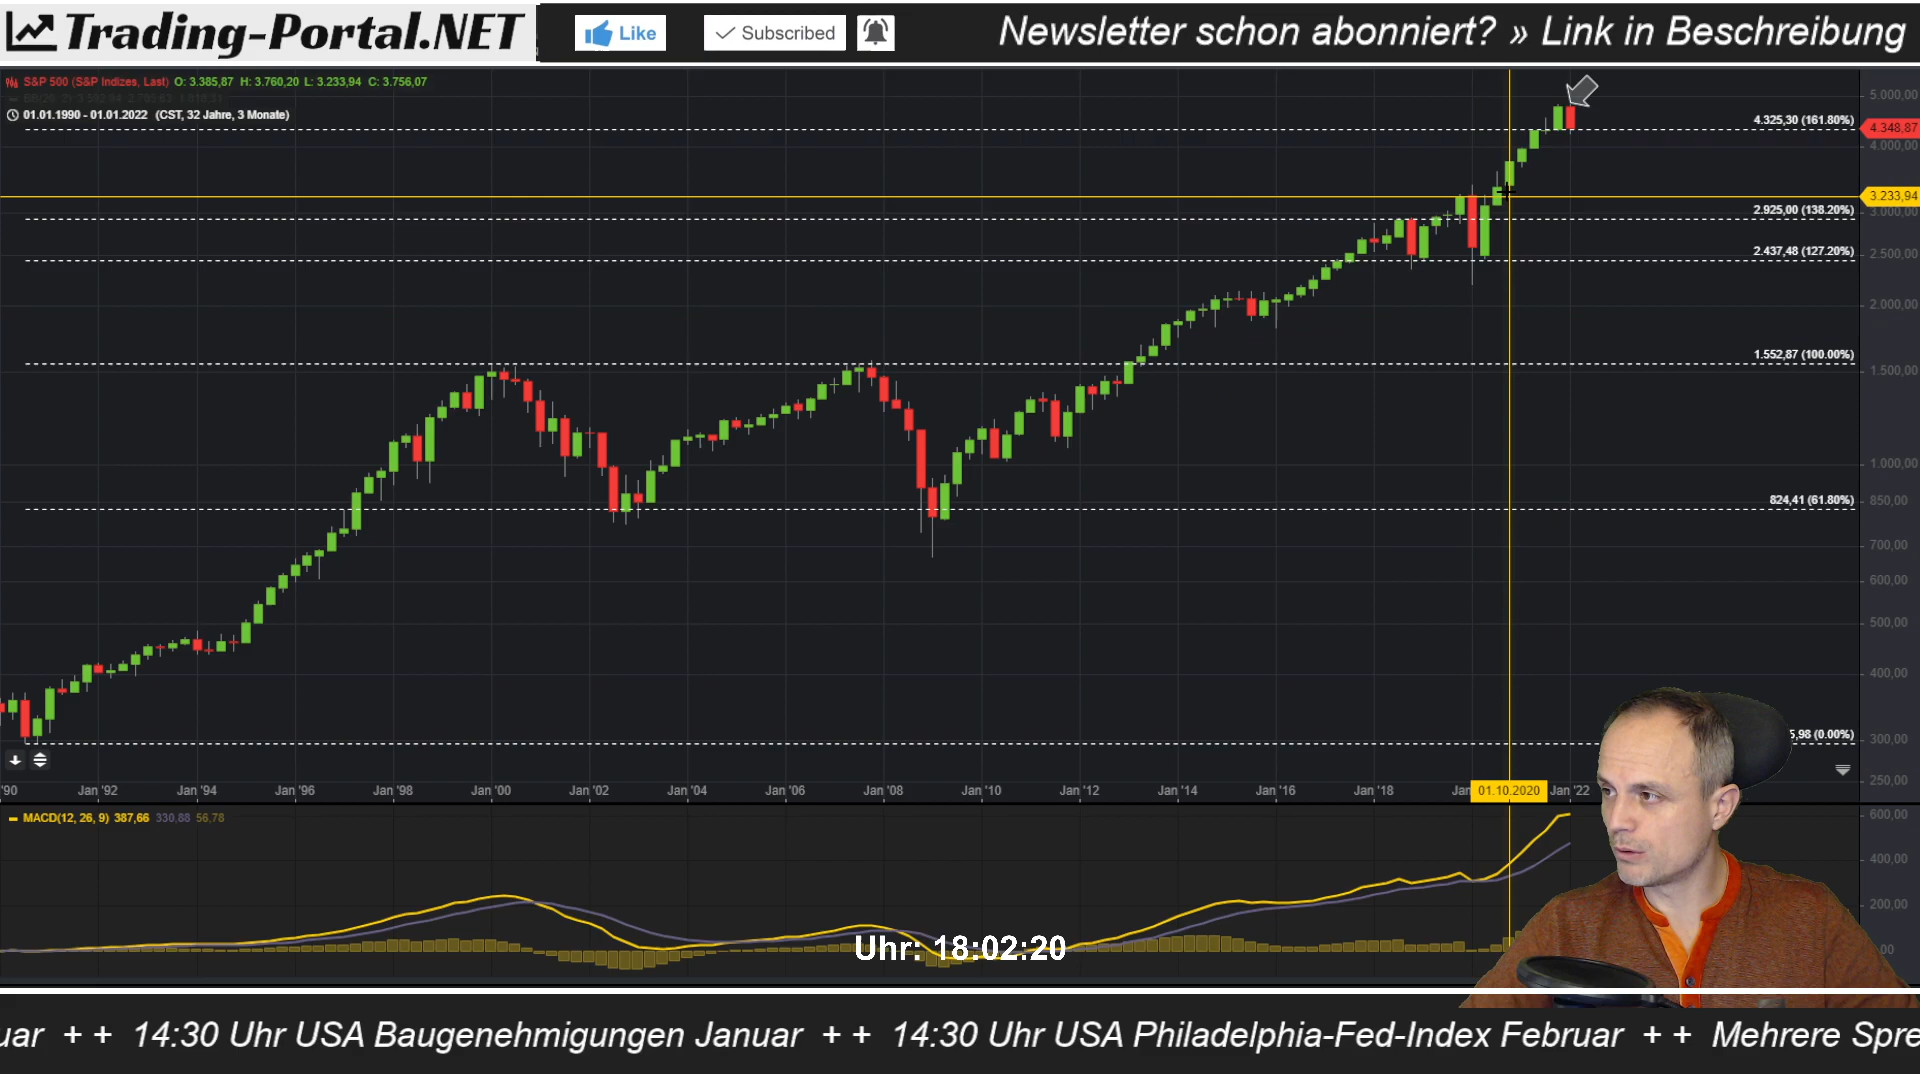 Trading-Portal.NET
Like
Subscribed
Newsletter schon abonniert? » Link in Beschreibung
S&P 500 (S&P Indizes, Last) O: 3.385,87 H: 3.760,20 L: 3.233,94 C: 3.756,07
01.01.1990 - 01.01.2022 (CST, 32 Jahre, 3 Monate)
5.000,00
4.325,30 (161.80%)
4.348,87
4.000,00
3.233,94
2.925,00 (138.20%)
3.000,00
2.437,48 (127.20%)
2.500,00
2.000,00
1.552,87 (100.00%)
1.500,00
1.000,00
824,41 (61.80%)
850,00
700,00
600,00
500,00
400,00
5,98 (0.00%)
300,00
250,00
'90 Jan '92 Jan '94 Jan '96 Jan '98 Jan '00 Jan '02 Jan '04 Jan '06 Jan '08 Jan '10 Jan '12 Jan '14 Jan '16 Jan '18 Jan 01.10.2020 Jan '22
MACD(12, 26, 9) 387,66 330,88 56,78
600,00
400,00
200,00
00
Uhr: 18:02:20
uar + + 14:30 Uhr USA Baugenehmigungen Januar + + 14:30 Uhr USA Philadelphia-Fed-Index Februar + + Mehrere Spre